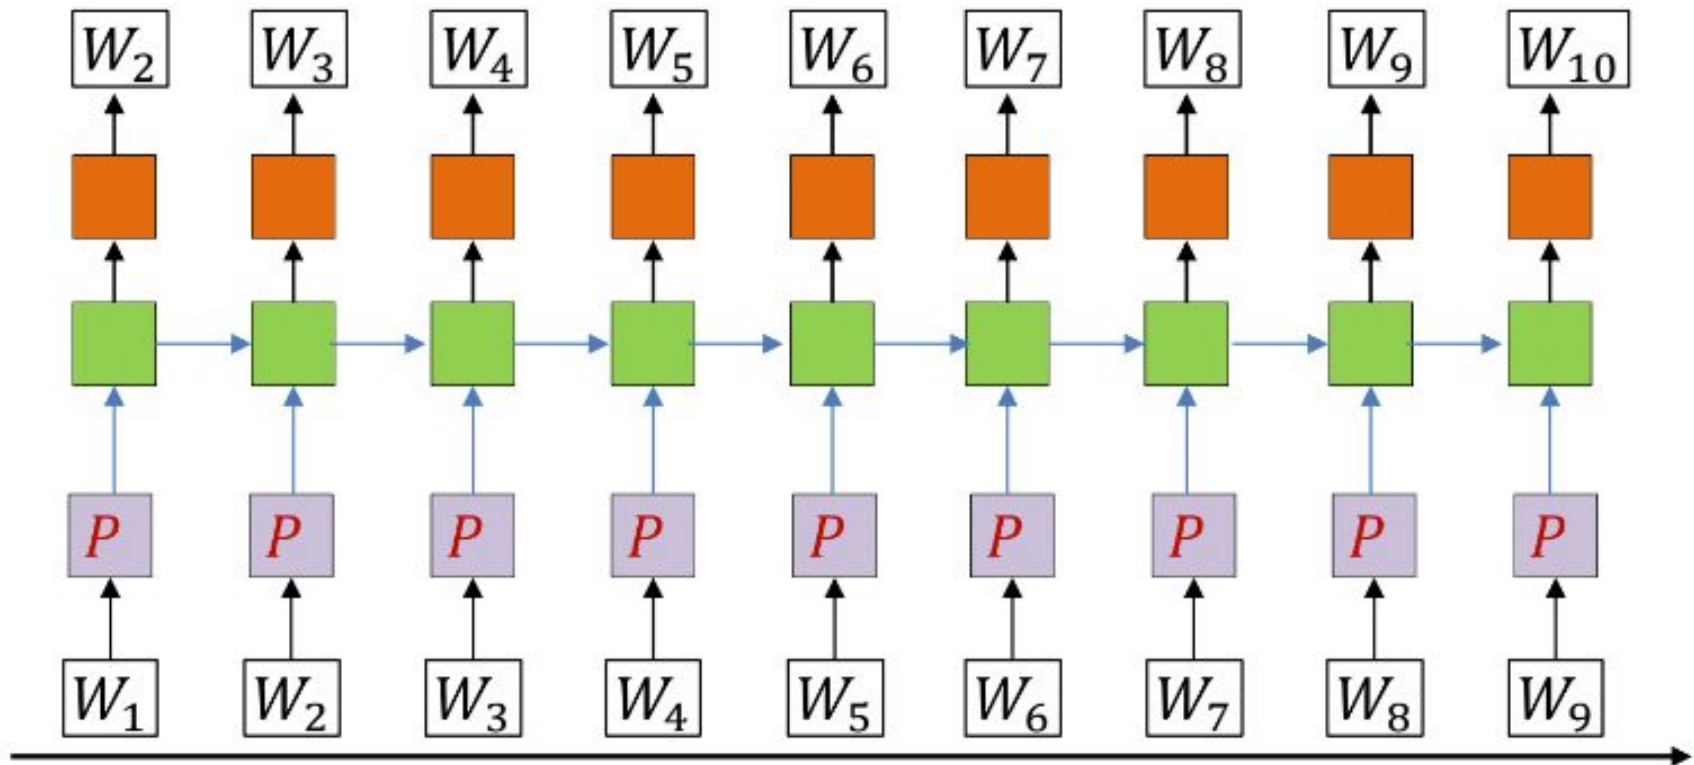 W₂ W₃ W₄ W₅ W₆ W₇ W₈ W₉ W₁₀
P P P P P P P P P
W₁ W₂ W₃ W₄ W₅ W₆ W₇ W₈ W₉